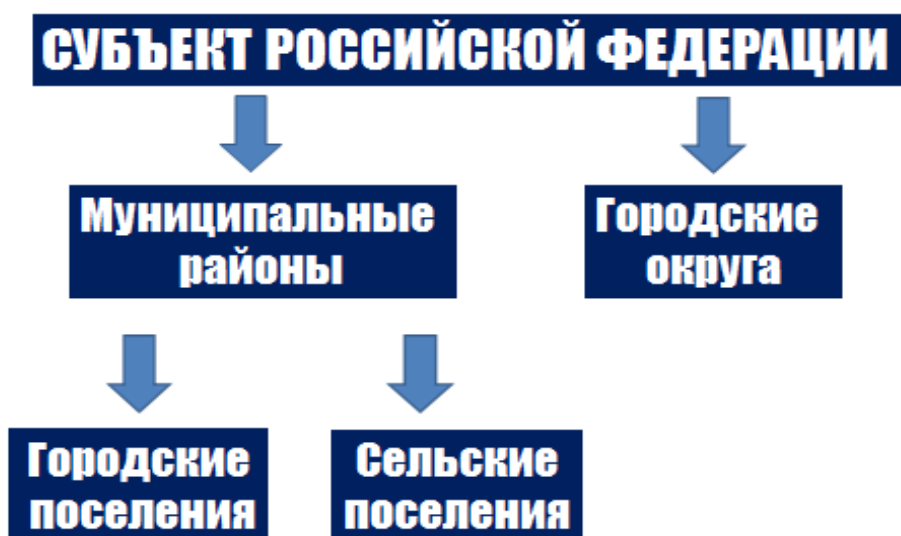 СУБЪЕКТ РОССИЙСКОЙ ФЕДЕРАЦИИ
Муниципальные
районы
Городские
округа
Городские
поселения
Сельские
поселения